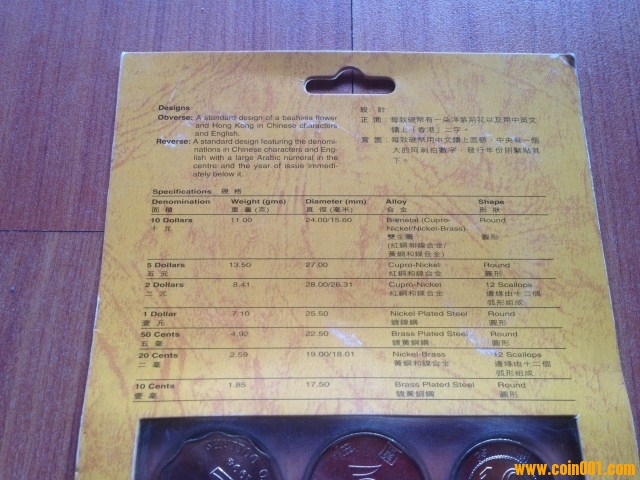 Designs
Obverse: A standard design of a bauhinia flower
and Hong Kong in Chinese characters
and English.
Reverse: A standard design featuring the denomi-
nations in Chinese characters and Eng-
lish with a large Arabic numeral in the
centre and the year of issue immedi-
ately below it.
設計
正面：每款硬幣有一朵洋紫荊花以及用中英文
鑄上「香港」二字。
背面：每款硬幣用中文鑄上面額，中央有一個
大的阿剌伯數字，發行年份則緊貼其
下。
Specifications 規格
Denomination Weight (gms) Diameter (mm) Alloy Shape
面積 重量(克) 直徑(毫米) 合金 形狀
10 Dollars 11.00 24.00/15.60 Bimetal (Cupro- Round
十元 Nickel/Nickel-Brass) 圓形
雙金屬
(紅銅和鎳合金/
黃銅和鎳合金)
5 Dollars 13.50 27.00 Cupro-Nickel Round
五元 紅銅和鎳合金 圓形
2 Dollars 8.41 28.00/26.31 Cupro-Nickel 12 Scallops
二元 紅銅和鎳合金 邊緣由十二個
弧形組成
1 Dollar 7.10 25.50 Nickel Plated Steel Round
壹元 鍍鎳鋼 圓形
50 Cents 4.92 22.50 Brass Plated Steel Round
五毫 鍍黃銅鋼 圓形
20 Cents 2.59 19.00/18.01 Nickel-Brass 12 Scallops
二毫 黃銅和鎳合金 邊緣由十二個
弧形組成
10 Cents 1.85 17.50 Brass Plated Steel Round
壹毫 鍍黃銅鋼 圓形
www.coin001.com